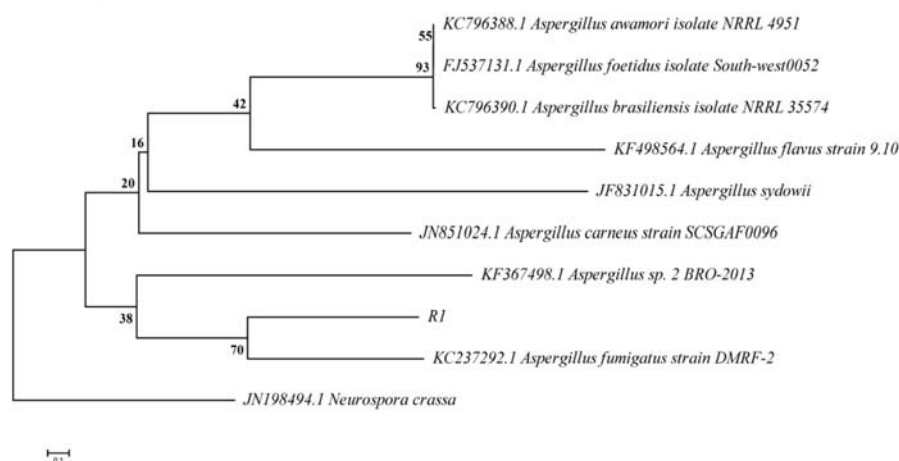 KC796388.1 Aspergillus awamori isolate NRRL 4951
55
FJ537131.1 Aspergillus foetidus isolate South-west0052
93
KC796390.1 Aspergillus brasiliensis isolate NRRL 35574
42
KF498564.1 Aspergillus flavus strain 9.10
16
JF831015.1 Aspergillus sydowii
20
JN851024.1 Aspergillus carneus strain SCSGAF0096
KF367498.1 Aspergillus sp. 2 BRO-2013
38
R1
70
KC237292.1 Aspergillus fumigatus strain DMRF-2
JN198494.1 Neurospora crassa